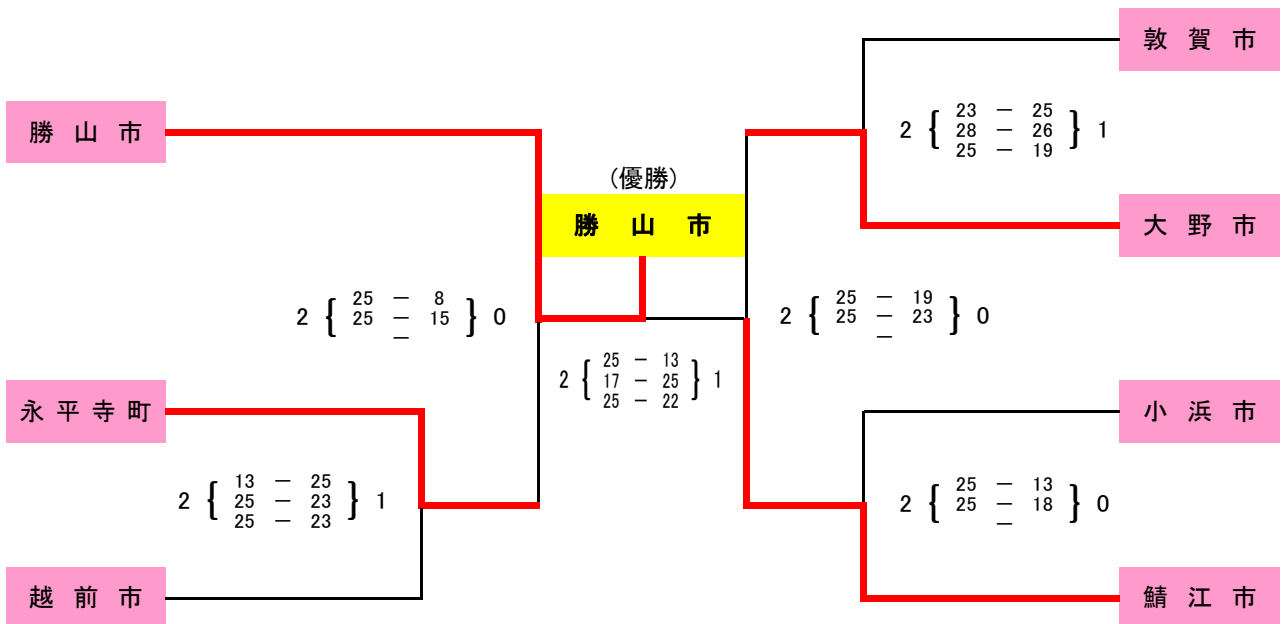 敦賀市
勝山市
2 { 23 － 25 } 1
28 － 26
25 － 19
(優勝)
勝山市
大野市
2 { 25 － 8 } 0
25 － 15
－
2 { 25 － 19 } 0
25 － 23
－
2 { 25 － 13 } 1
17 － 25
25 － 22
永平寺町
小浜市
2 { 13 － 25 } 1
25 － 23
25 － 23
2 { 25 － 13 } 0
25 － 18
－
越前市
鯖江市